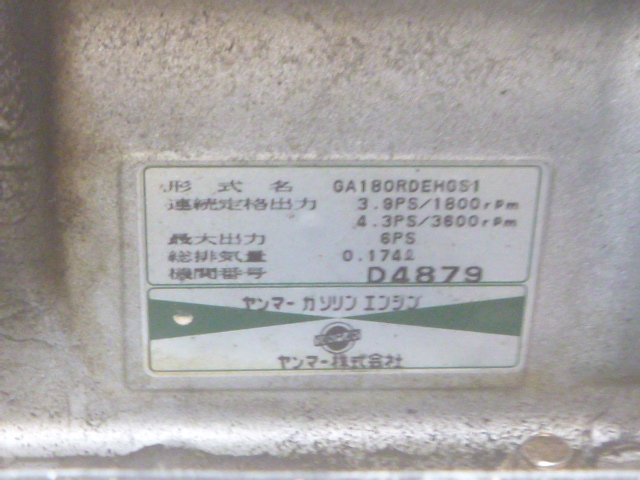 形式名 GA180RDEHGS1
連続定格出力 3.9PS/1800rpm
4.3PS/3600rpm
最大出力 6PS
総排気量 0.174ℓ
機関番号 D4879
ヤンマー ガソリン エンジン
ヤンマー株式会社